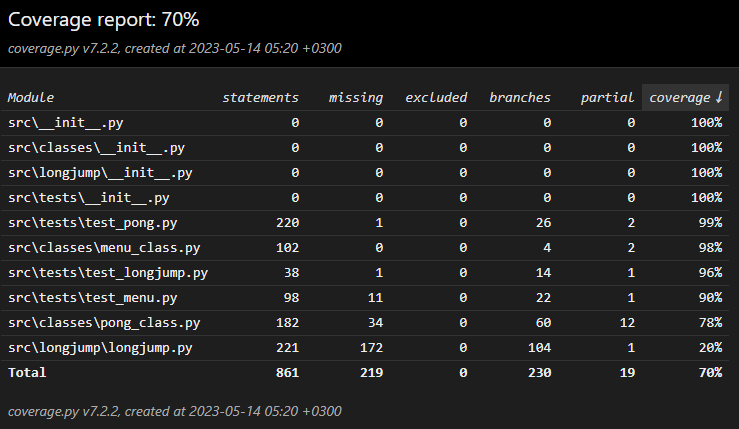 Coverage report: 70%
coverage.py v7.2.2, created at 2023-05-14 05:20 +0300
Module statements missing excluded branches partial coverage ↓
src\__init__.py 0 0 0 0 0 100%
src\classes\__init__.py 0 0 0 0 0 100%
src\longjump\__init__.py 0 0 0 0 0 100%
src\tests\__init__.py 0 0 0 0 0 100%
src\tests\test_pong.py 220 1 0 26 2 99%
src\classes\menu_class.py 102 0 0 4 2 98%
src\tests\test_longjump.py 38 1 0 14 1 96%
src\tests\test_menu.py 98 11 0 22 1 90%
src\classes\pong_class.py 182 34 0 60 12 78%
src\longjump\longjump.py 221 172 0 104 1 20%
Total 861 219 0 230 19 70%
coverage.py v7.2.2, created at 2023-05-14 05:20 +0300